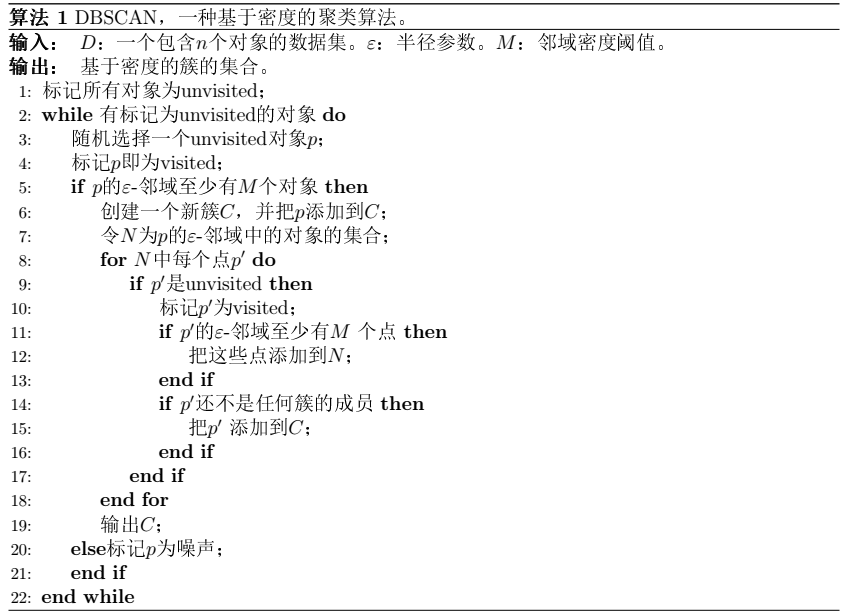 算法 1 DBSCAN，一种基于密度的聚类算法。
输入： D：一个包含n个对象的数据集。ε：半径参数。M：邻域密度阈值。
输出： 基于密度的簇的集合。
1: 标记所有对象为unvisited；
2: while 有标记为unvisited的对象 do
3: 随机选择一个unvisited对象p；
4: 标记p即为visited；
5: if p的ε-邻域至少有M个对象 then
6: 创建一个新簇C，并把p添加到C；
7: 令N为p的ε-邻域中的对象的集合；
8: for N中每个点p′ do
9: if p′是unvisited then
10: 标记p′为visited；
11: if p′的ε-邻域至少有M 个点 then
12: 把这些点添加到N；
13: end if
14: if p′还不是任何簇的成员 then
15: 把p′ 添加到C；
16: end if
17: end if
18: end for
19: 输出C；
20: else标记p为噪声；
21: end if
22: end while